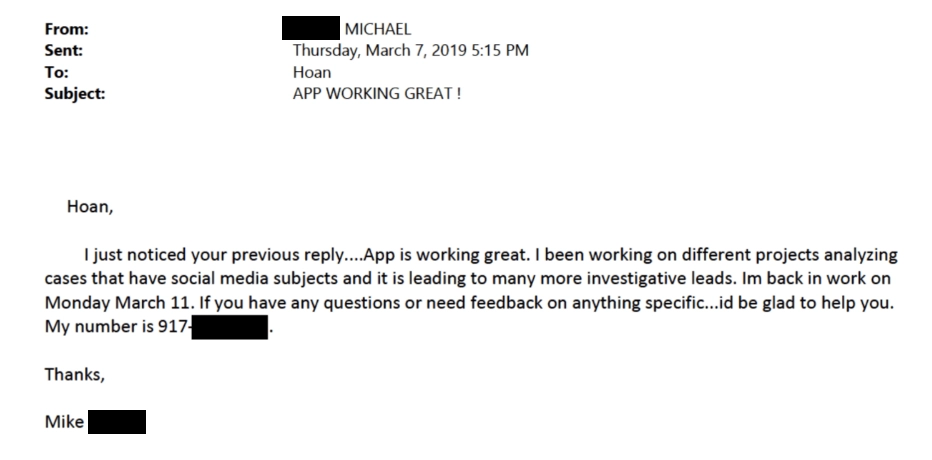 From: MICHAEL
Sent: Thursday, March 7, 2019 5:15 PM
To: Hoan
Subject: APP WORKING GREAT !
Hoan,
I just noticed your previous reply....App is working great. I been working on different projects analyzing
cases that have social media subjects and it is leading to many more investigative leads. Im back in work on
Monday March 11. If you have any questions or need feedback on anything specific...id be glad to help you.
My number is 917- .
Thanks,
Mike